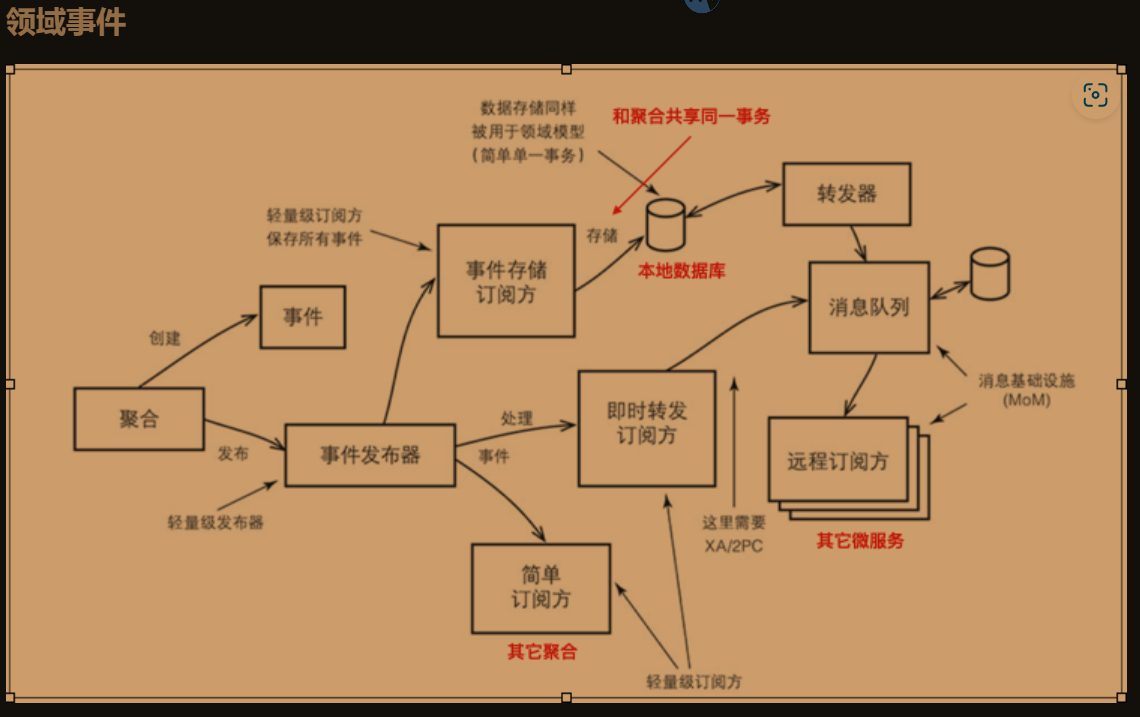 领域事件
数据存储同样
被用于领域模型
(简单单一事务)
和聚合共享同一事务
转发器
轻量级订阅方
保存所有事件
事件存储
订阅方
存储
本地数据库
事件
创建
消息队列
聚合
发布
事件发布器
处理
事件
即时转发
订阅方
消息基础设施
(MoM)
远程订阅方
轻量级发布器
这里需要
XA/2PC
其它微服务
简单
订阅方
其它聚合
轻量级订阅方